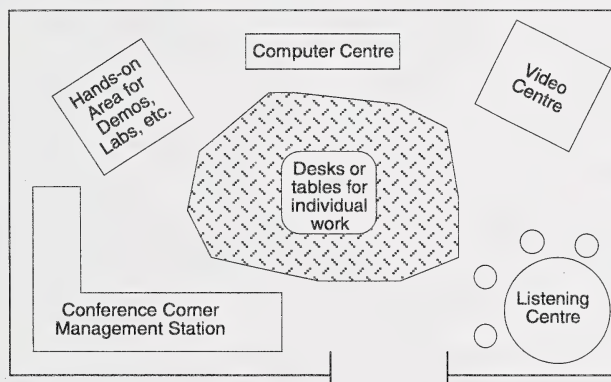 Computer Centre
Hands-on
Area for
Demos,
Labs, etc.
Video
Centre
Desks or
tables for
individual
work
Conference Corner
Management Station
Listening
Centre